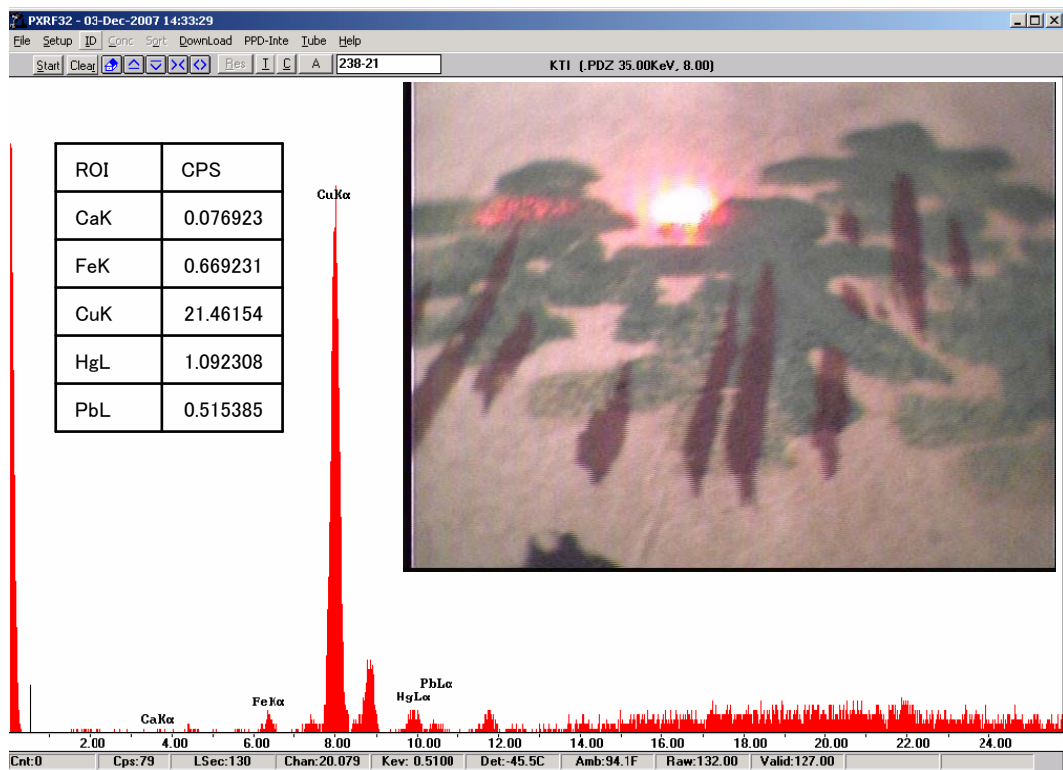 PXRF32 - 03-Dec-2007 14:33:29
File Setup ID Conc Sort DownLoad PPD-Inte Tube Help
Start Clear Res I C A 238-21 KTI (.PDZ 35.00KeV, 8.00)
ROI CPS
CaK 0.076923
FeK 0.669231
CuK 21.46154
HgL 1.092308
PbL 0.515385
CuKα
PbLα
HgLα
FeKα
CaKα
2.00 4.00 6.00 8.00 10.00 12.00 14.00 16.00 18.00 20.00 22.00 24.00
Cnt:0 Cps:79 LSec:130 Chan:20.079 Kev: 0.5100 Det:-45.5C Amb:94.1F Raw:132.00 Valid:127.00